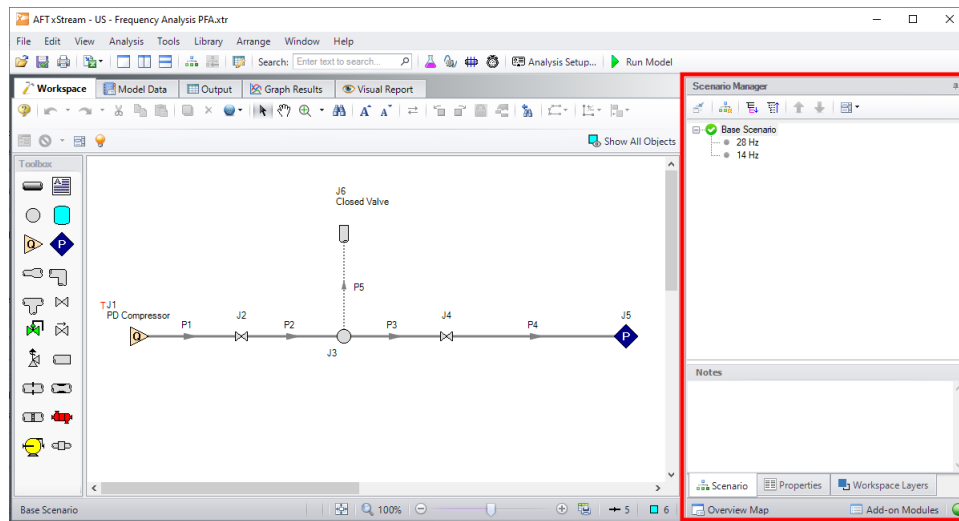 AFT xStream - US - Frequency Analysis PFA.xtr
File Edit View Analysis Tools Library Arrange Window Help
Search: Enter text to search... Analysis Setup... Run Model
Workspace Model Data Output Graph Results Visual Report
Scenario Manager
A A
Show All Objects
Base Scenario
28 Hz
14 Hz
Toolbox
A
J6
Closed Valve
Q P
P5
TJ1
PD Compressor
P1
J2
P2
P3
J4
P4
J5
Q
P
J3
Notes
Scenario Properties Workspace Layers
Base Scenario 100% 5 6 Overview Map Add-on Modules